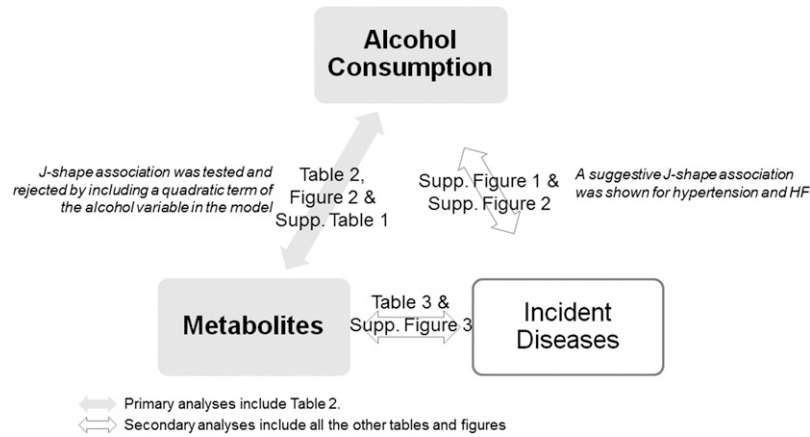 Alcohol
Consumption
J-shape association was tested and
rejected by including a quadratic term of
the alcohol variable in the model
Table 2,
Figure 2 &
Supp. Table 1
Supp. Figure 1 &
Supp. Figure 2
A suggestive J-shape association
was shown for hypertension and HF
Metabolites
Table 3 &
Supp. Figure 3
Incident
Diseases
Primary analyses include Table 2.
Secondary analyses include all the other tables and figures